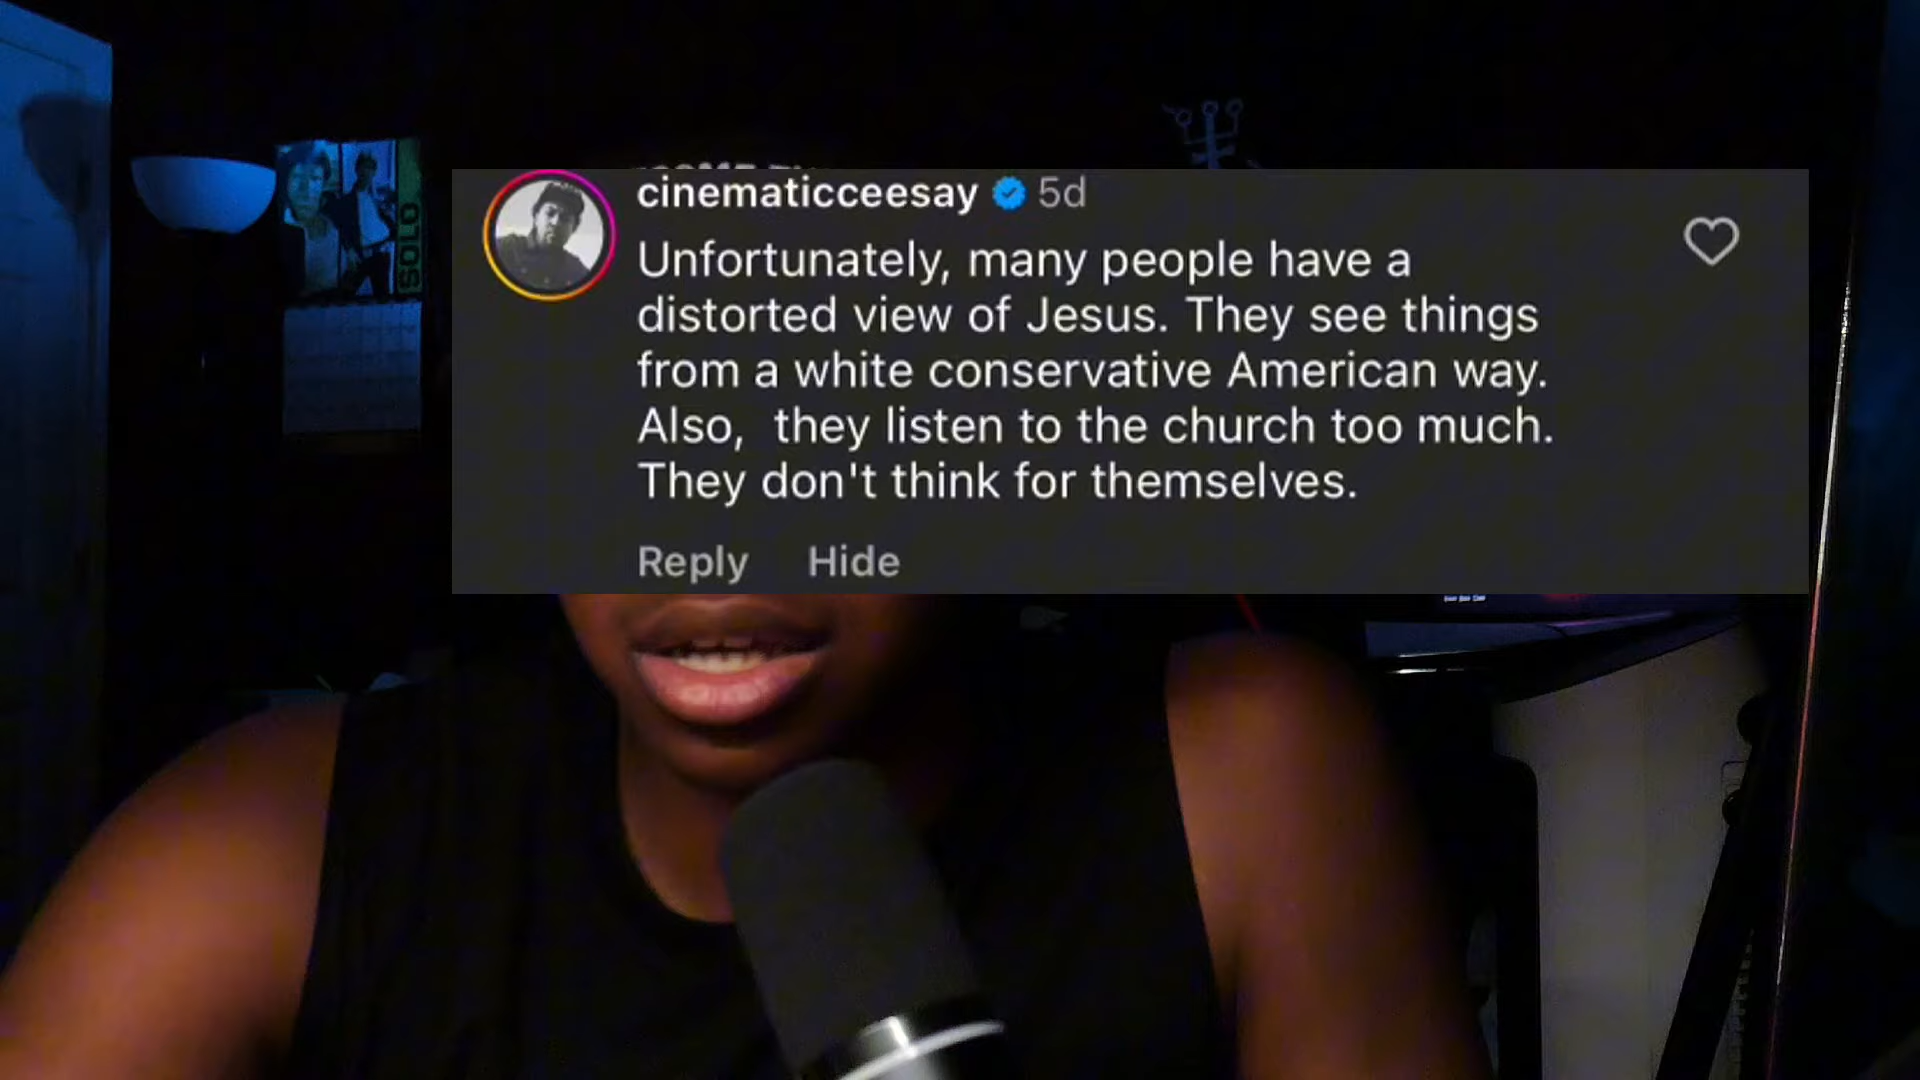 cinematicceesay 5d
Unfortunately, many people have a
distorted view of Jesus. They see things
from a white conservative American way.
Also, they listen to the church too much.
They don't think for themselves.
Reply Hide
SOLO